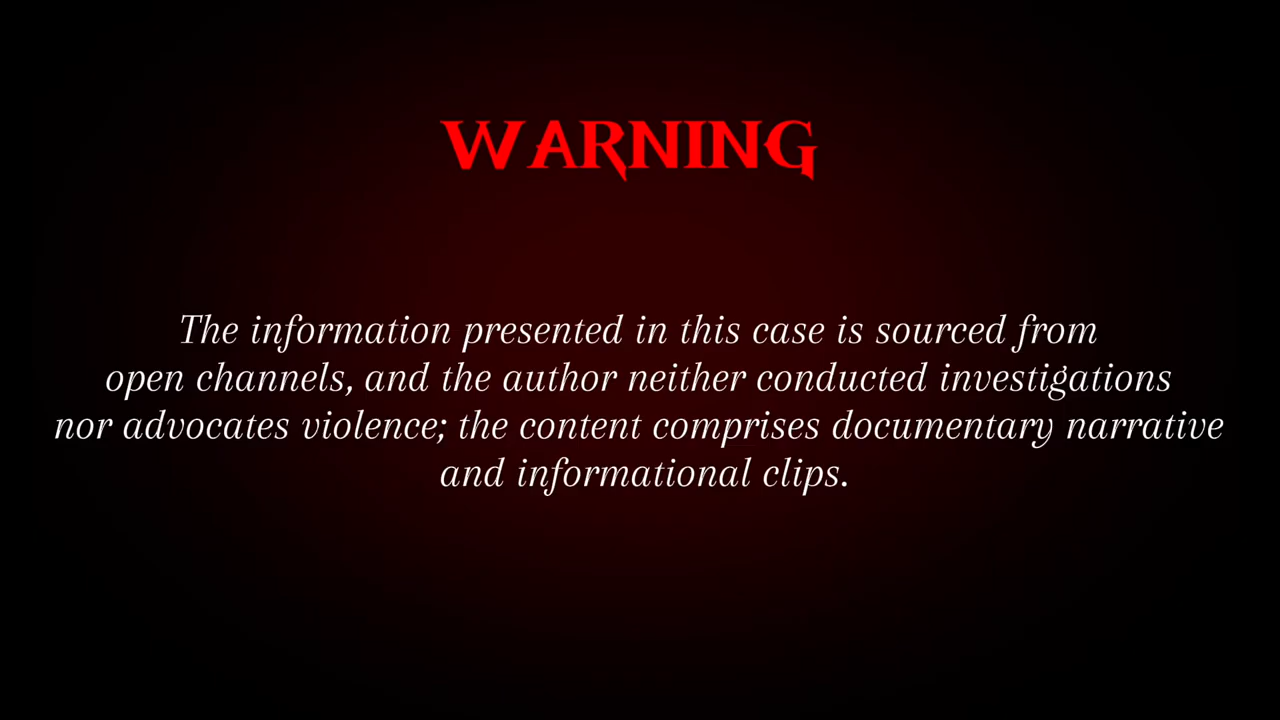 WARNING
The information presented in this case is sourced from
open channels, and the author neither conducted investigations
nor advocates violence; the content comprises documentary narrative
and informational clips.